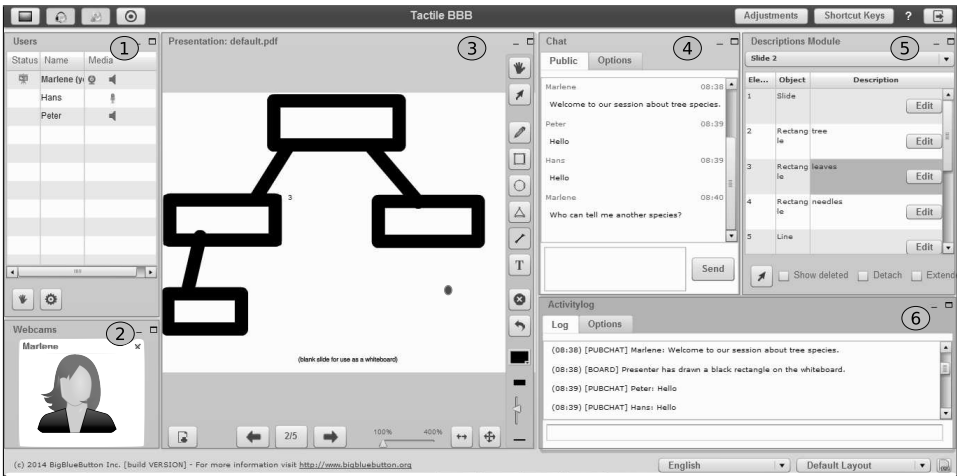 Tactile BBB
Adjustments
Shortcut Keys
?
Users
1
Status Name Media
Marlene (y
Hans
Peter
Webcams
2
Marlene
x
Presentation: default.pdf
3
3
(blank slide for use as a whiteboard)
T
2/5
100% 400%
Chat
4
Public Options
Marlene 08:38
Welcome to our session about tree species.
Peter 08:39
Hello
Hans 08:39
Hello
Marlene 08:40
Who can tell me another species?
Send
Descriptions Module
5
Slide 2
Ele... Object Description
1 Slide Edit
2 Rectang tree
le Edit
3 Rectang leaves
le Edit
4 Rectang needles
le Edit
5 Line
Edit
Show deleted Detach Extend
Activitylog
6
Log Options
(08:38) [PUBCHAT] Marlene: Welcome to our session about tree species.
(08:38) [BOARD] Presenter has drawn a black rectangle on the whiteboard.
(08:39) [PUBCHAT] Peter: Hello
(08:39) [PUBCHAT] Hans: Hello
(c) 2014 BigBlueButton Inc. [build VERSION] - For more information visit http://www.bigbluebutton.org
English
Default Layout